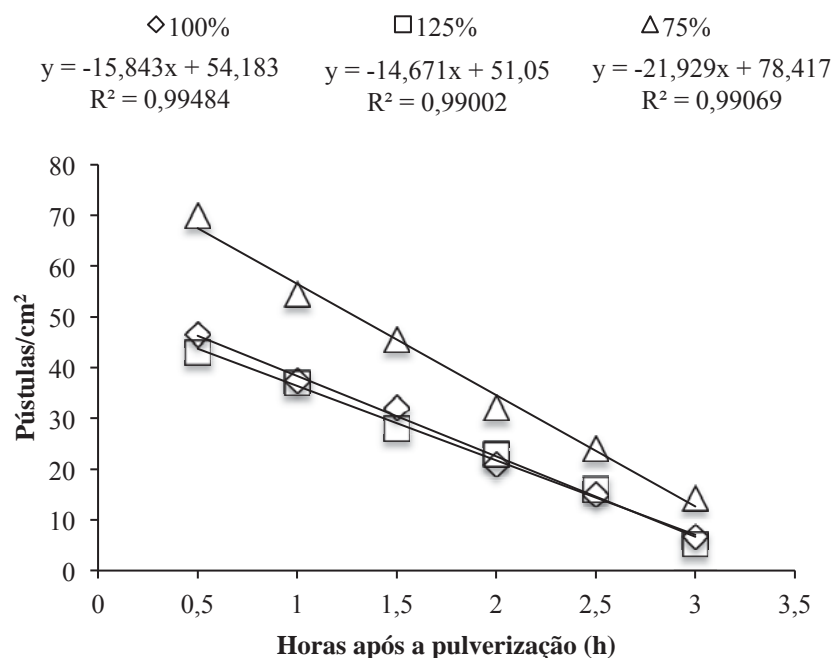 100% 125% 75%
y = -15,843x + 54,183 y = -14,671x + 51,05 y = -21,929x + 78,417
R² = 0,99484 R² = 0,99002 R² = 0,99069
80
70
60
50
40
30
20
10
0
Pústulas/cm²
0 0,5 1 1,5 2 2,5 3 3,5
Horas após a pulverização (h)